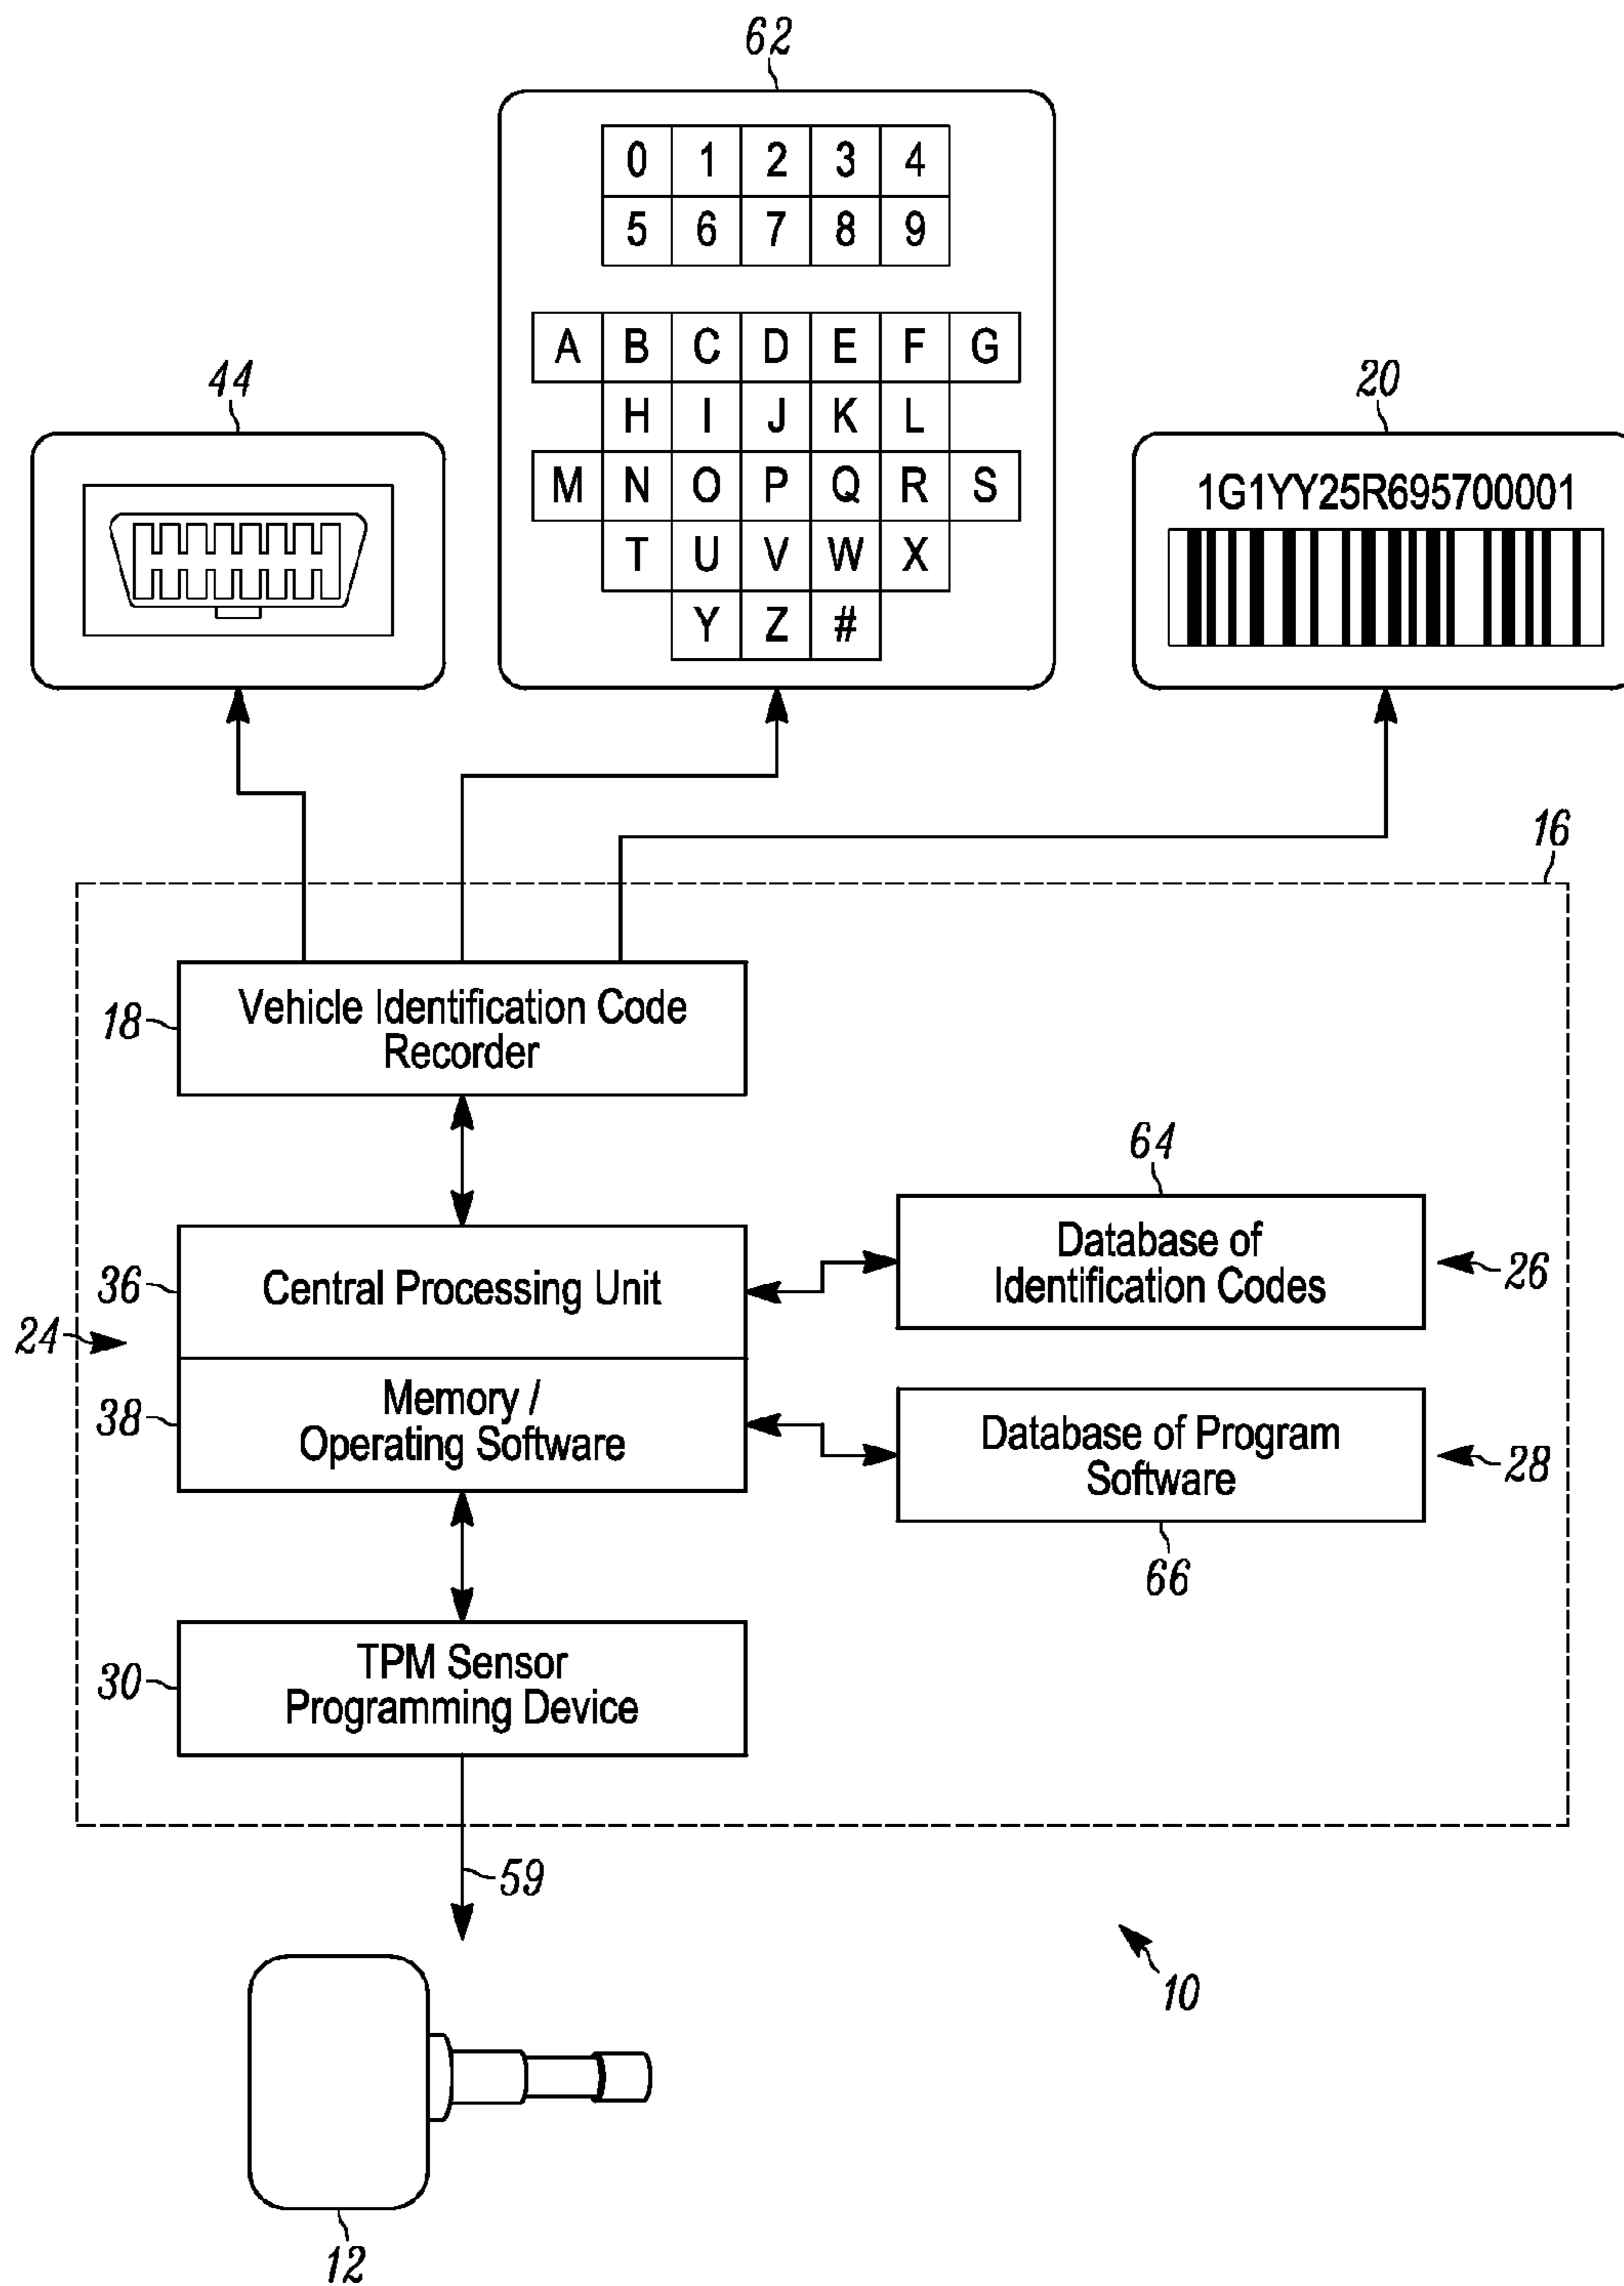 62
0 1 2 3 4
5 6 7 8 9
A B C D E F G
H I J K L
M N O P Q R S
T U V W X
Y Z #
44
20
1G1YY25R695700001
16
18
Vehicle Identification Code
Recorder
64
36
Central Processing Unit
Database of
Identification Codes
26
24
38
Memory /
Operating Software
Database of Program
Software
28
66
30
TPM Sensor
Programming Device
59
10
12